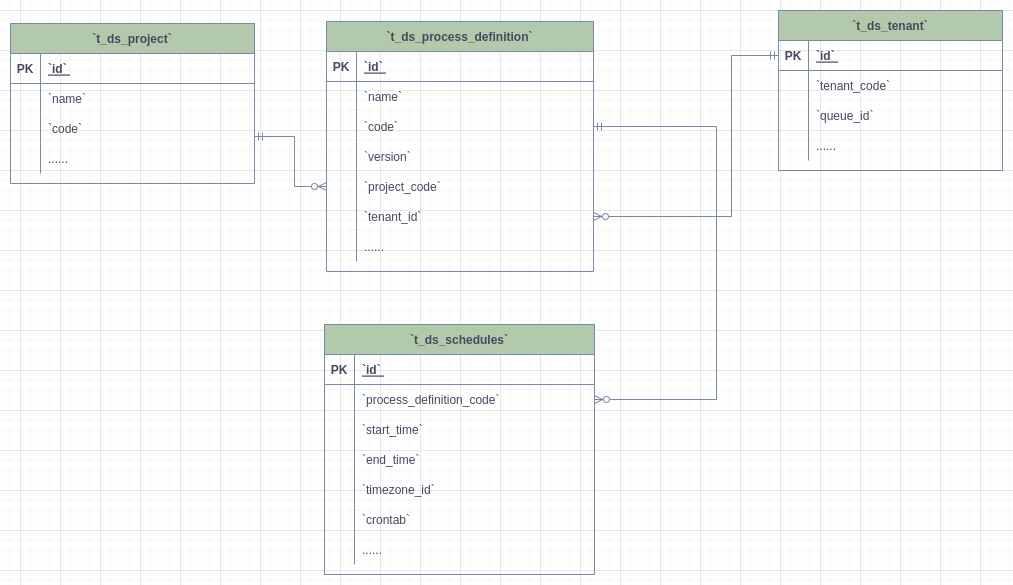 `t_ds_project`
PK `id`
`name`
`code`
......
`t_ds_process_definition`
PK `id`
`name`
`code`
`version`
`project_code`
`tenant_id`
......
`t_ds_tenant`
PK `id`
`tenant_code`
`queue_id`
......
`t_ds_schedules`
PK `id`
`process_definition_code`
`start_time`
`end_time`
`timezone_id`
`crontab`
......